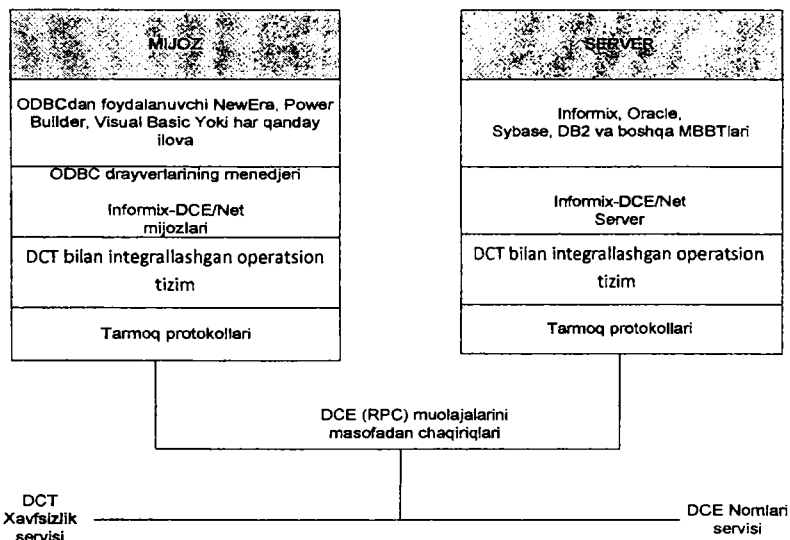 MIJOZ
ODBCdan foydalanuvchi NewEra, Power
Builder, Visual Basic Yoki har qanday
ilova
ODBC drayverlarining menedjeri
Informix-DCE/Net
mijozlari
DCT bilan integrallashgan operatsion
tizim
Tarmoq protokollari
SERVER
Informix, Oracle,
Sybase, DB2 va boshqa MBBTlari
Informix-DCE/Net
Server
DCT bilan integrallashgan operatsion
tizim
Tarmoq protokollari
DCE (RPC) muolajalarini
masofadan chaqiriqlari
DCT
Xavfsizlik
servisi
DCE Nomlari
servisi